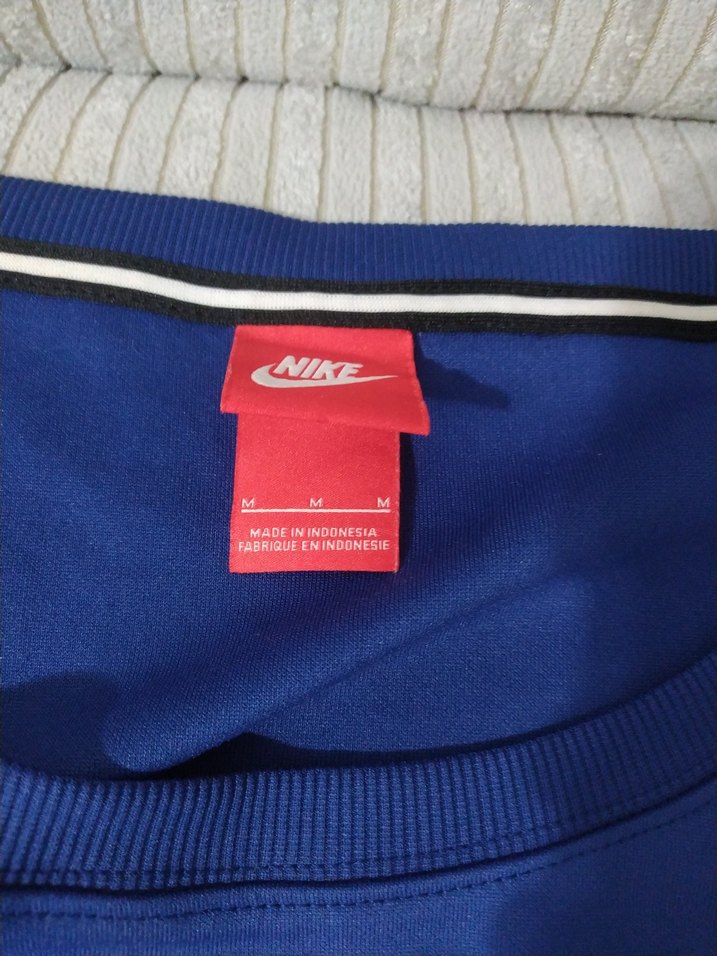 NIKE
M M M
MADE IN INDONESIA
FABRIQUE EN INDONESIE